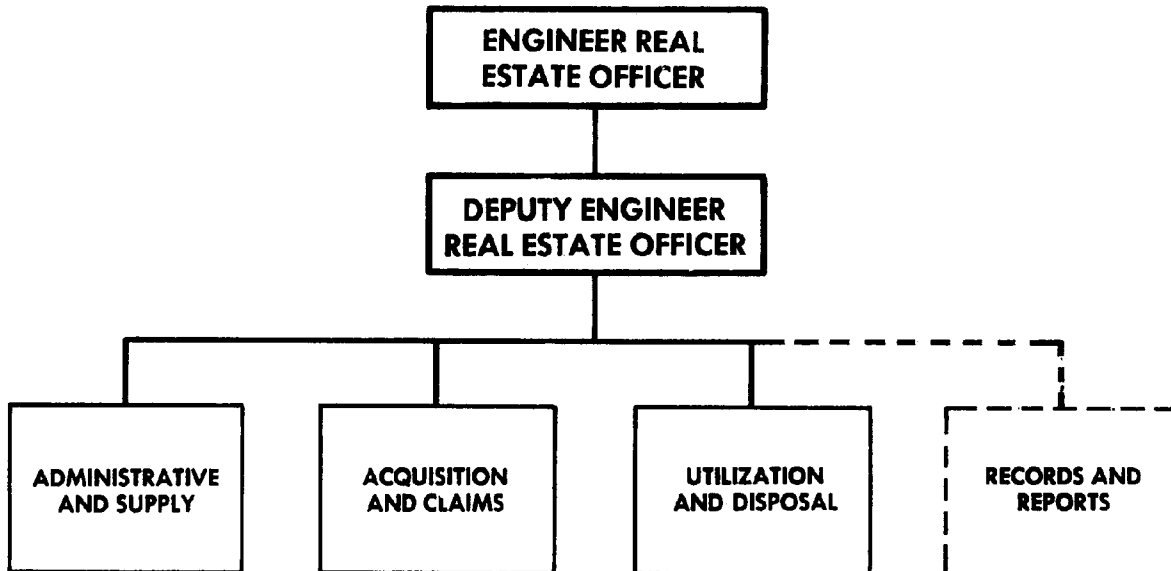 ENGINEER REAL
ESTATE OFFICER
DEPUTY ENGINEER
REAL ESTATE OFFICER
ADMINISTRATIVE
AND SUPPLY
ACQUISITION
AND CLAIMS
UTILIZATION
AND DISPOSAL
RECORDS AND
REPORTS